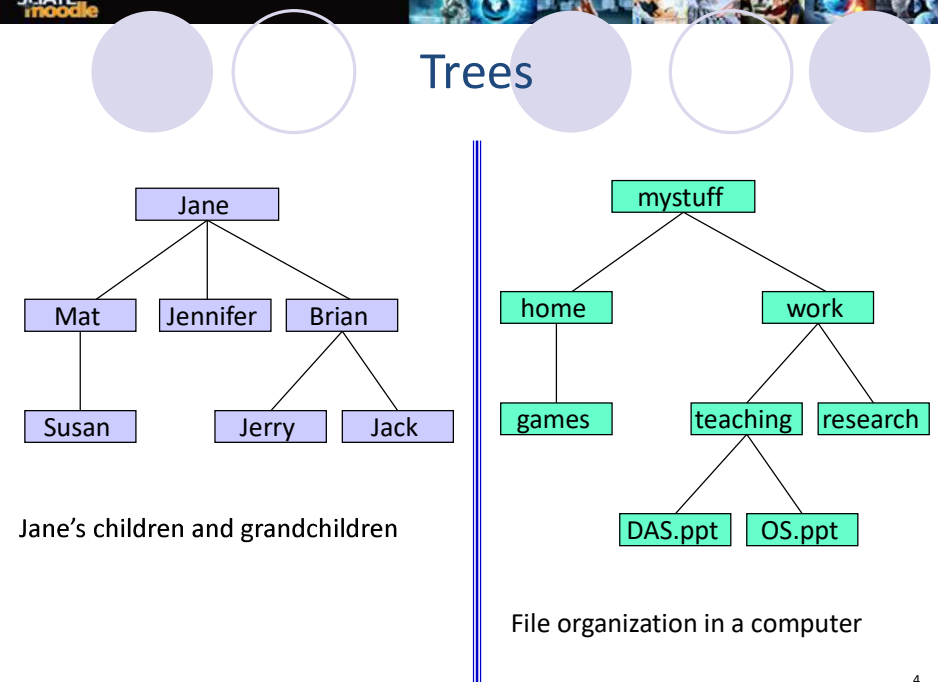 moodle
Trees
Jane
Mat Jennifer Brian
Susan Jerry Jack
Jane's children and grandchildren
mystuff
home work
games teaching research
DAS.ppt OS.ppt
File organization in a computer
4